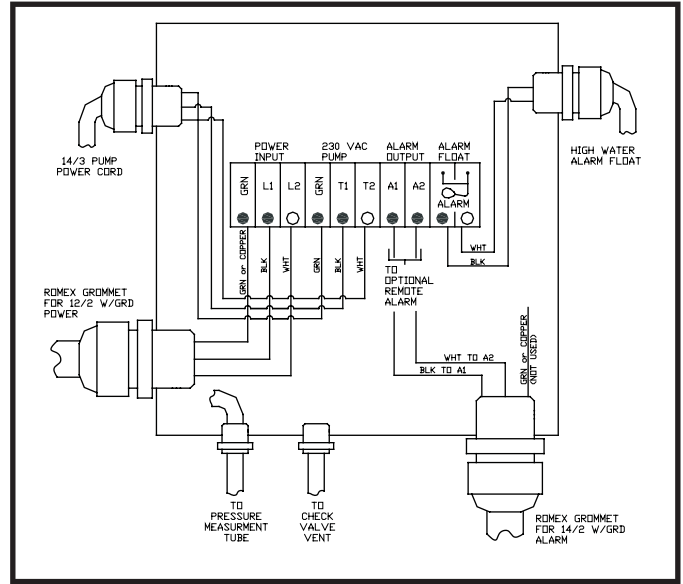 14/3 PUMP
POWER CORD
HIGH WATER
ALARM FLOAT
POWER
INPUT
230 VAC
PUMP
ALARM
OUTPUT
ALARM
FLOAT
GRN
L1
L2
GRN
T1
T2
A1
A2
ALARM
GRN or COPPER
BLK
WHT
GRN
BLK
WHT
WHT
BLK
TO
OPTIONAL
REMOTE
ALARM
ROMEX GROMMET
FOR 12/2 W/GRD
POWER
WHT TO A2
BLK TO A1
GRN or COPPER
(NOT USED)
TO
PRESSURE
MEASURMENT
TUBE
TO
CHECK
VALVE
VENT
ROMEX GROMMET
FOR 14/2 W/GRD
ALARM